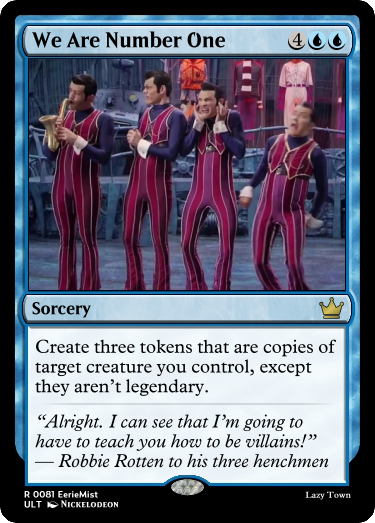 We Are Number One 4
Sorcery
Create three tokens that are copies of
target creature you control, except
they aren’t legendary.
“Alright. I can see that I’m going to
have to teach you how to be villains!”
— Robbie Rotten to his three henchmen
R 0081 EerieMist
ULT NICKELODEON
Lazy Town